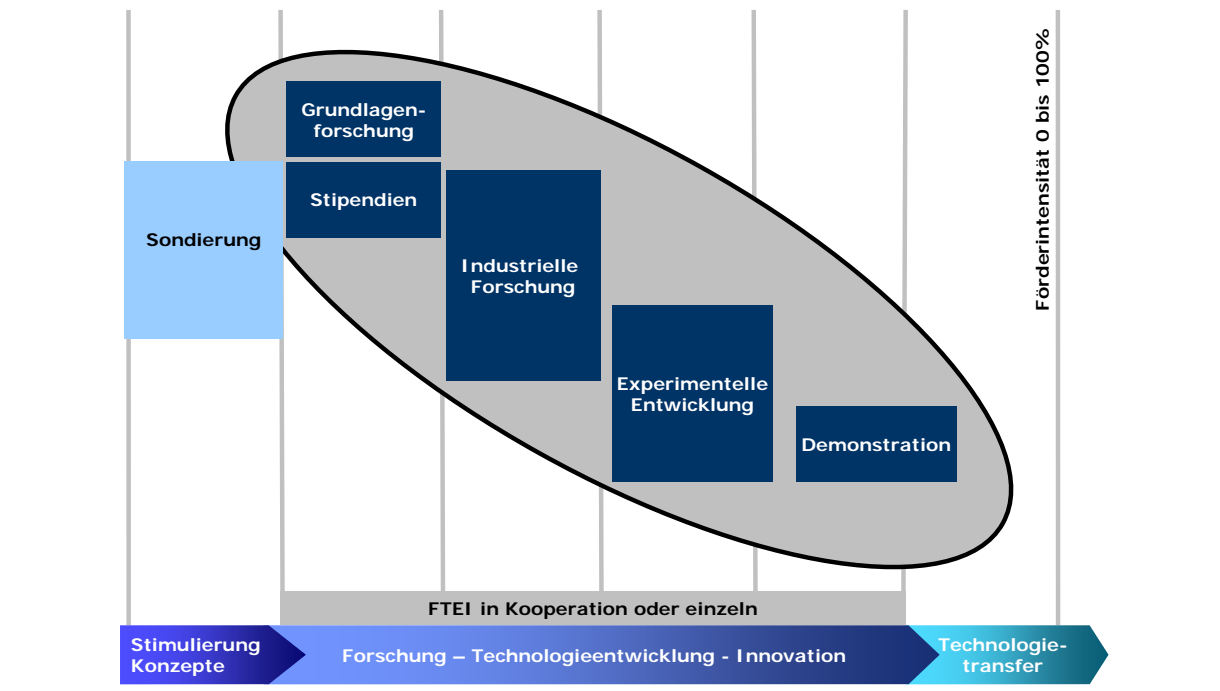 Grundlagen-
forschung
Stipendien
Sondierung
Industrielle
Forschung
Experimentelle
Entwicklung
Demonstration
Förderintensität 0 bis 100%
FTEI in Kooperation oder einzeln
Stimulierung
Konzepte
Forschung – Technologieentwicklung - Innovation
Technologie-
transfer